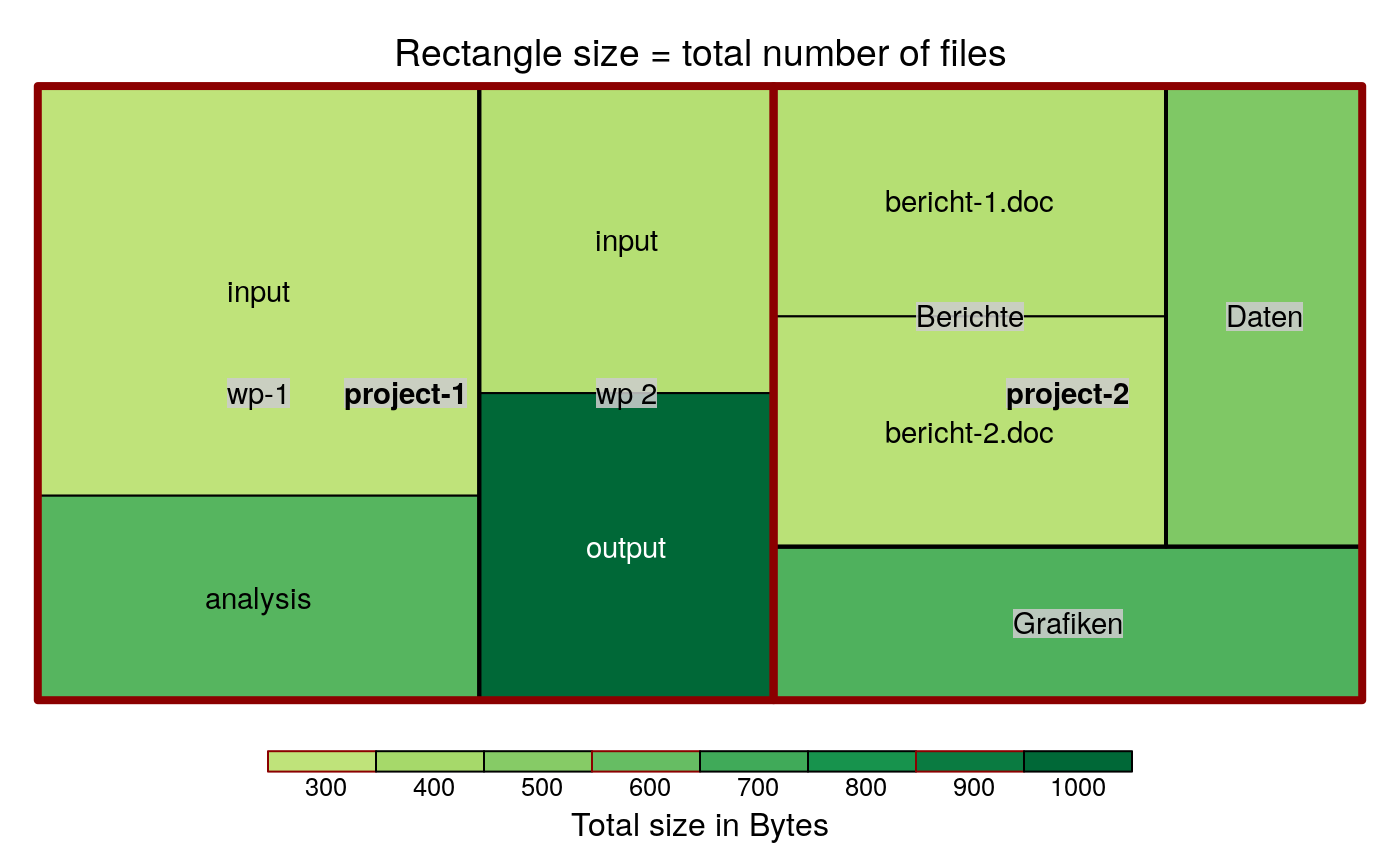 Rectangle size = total number of files
input
wp-1
project-1
analysis
input
wp 2
output
bericht-1.doc
Berichte
Daten
project-2
bericht-2.doc
Grafiken
300 400 500 600 700 800 900 1000
Total size in Bytes